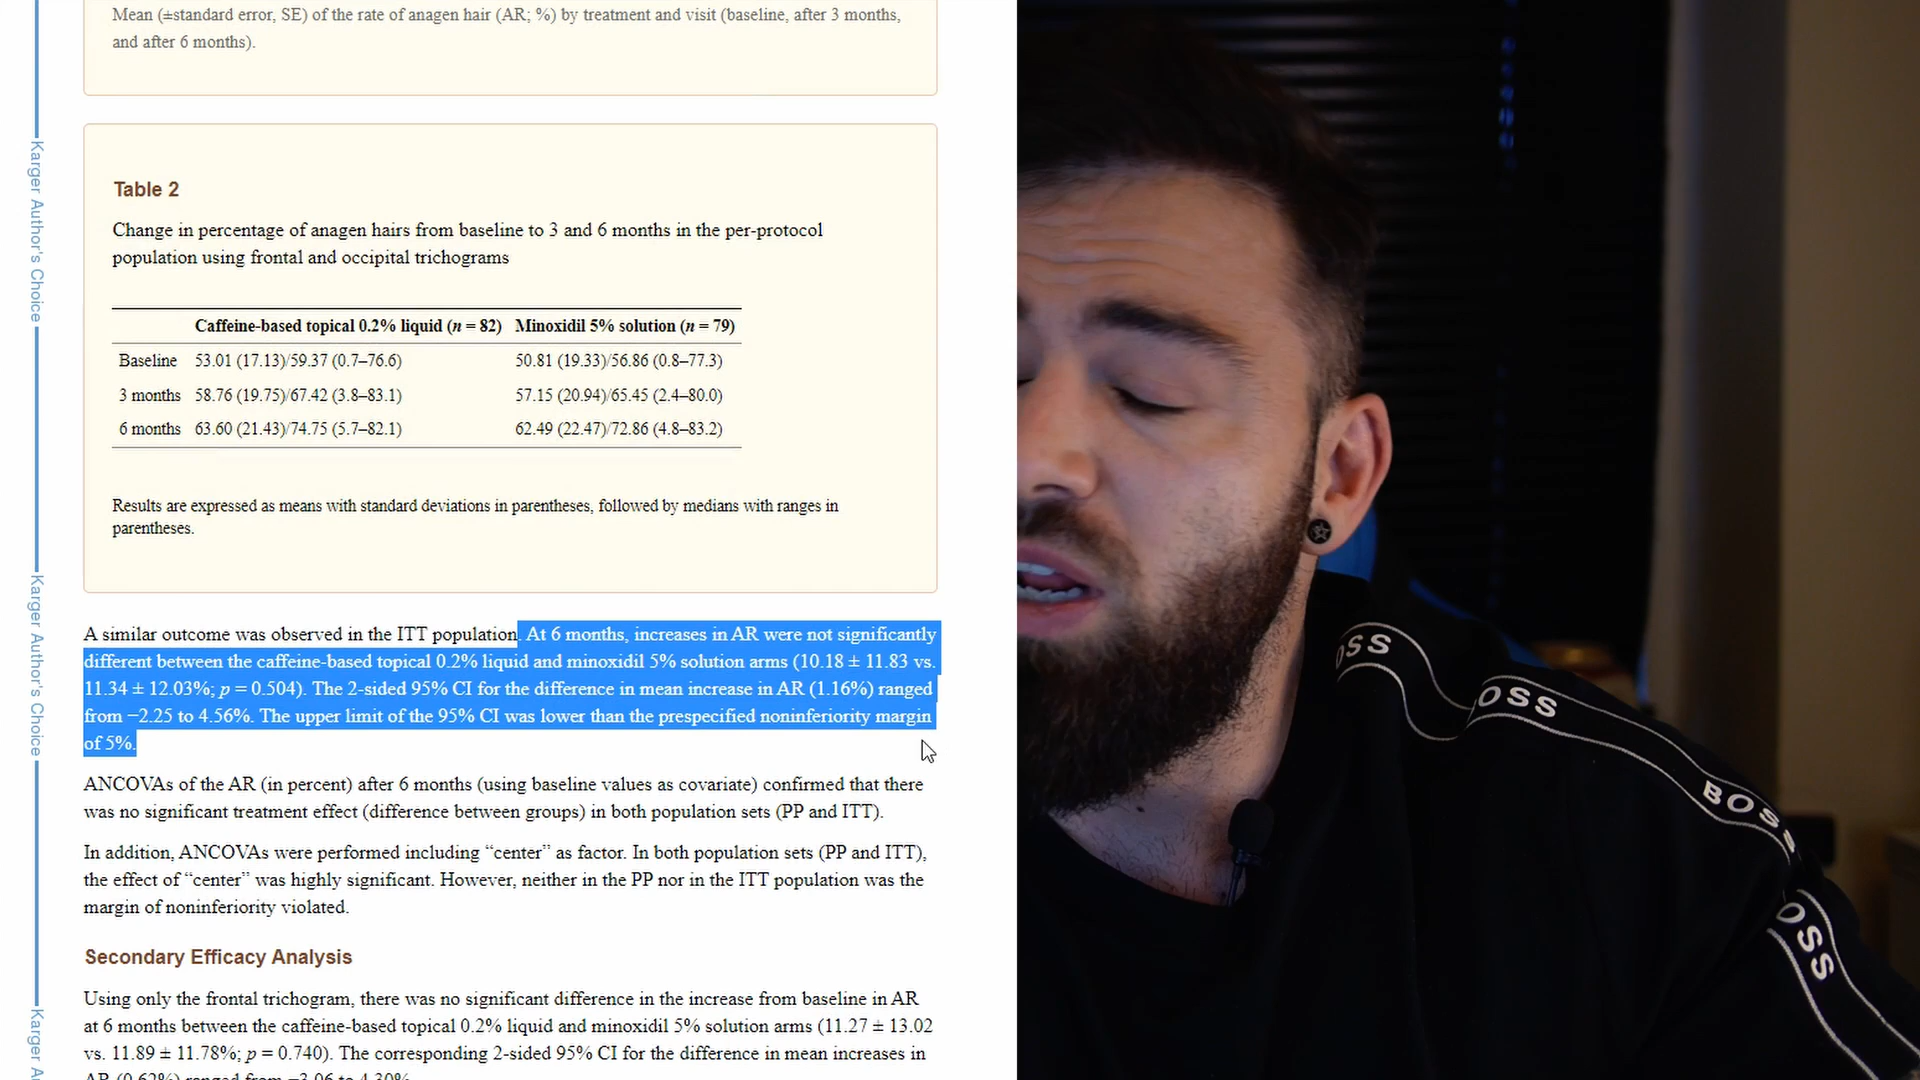 Mean (±standard error, SE) of the rate of anagen hair (AR; %) by treatment and visit (baseline, after 3 months,
and after 6 months).
Table 2
Change in percentage of anagen hairs from baseline to 3 and 6 months in the per-protocol
population using frontal and occipital trichograms
Caffeine-based topical 0.2% liquid (n = 82) Minoxidil 5% solution (n = 79)
Baseline 53.01 (17.13)/59.37 (0.7–76.6) 50.81 (19.33)/56.86 (0.8–77.3)
3 months 58.76 (19.75)/67.42 (3.8–83.1) 57.15 (20.94)/65.45 (2.4–80.0)
6 months 63.60 (21.43)/74.75 (5.7–82.1) 62.49 (22.47)/72.86 (4.8–83.2)
Results are expressed as means with standard deviations in parentheses, followed by medians with ranges in
parentheses.
A similar outcome was observed in the ITT population. At 6 months, increases in AR were not significantly
different between the caffeine-based topical 0.2% liquid and minoxidil 5% solution arms (10.18 ± 11.83 vs.
11.34 ± 12.03%; p = 0.504). The 2-sided 95% CI for the difference in mean increase in AR (1.16%) ranged
from −2.25 to 4.56%. The upper limit of the 95% CI was lower than the prespecified noninferiority margin
of 5%.
ANCOVAs of the AR (in percent) after 6 months (using baseline values as covariate) confirmed that there
was no significant treatment effect (difference between groups) in both population sets (PP and ITT).
In addition, ANCOVAs were performed including “center” as factor. In both population sets (PP and ITT),
the effect of “center” was highly significant. However, neither in the PP nor in the ITT population was the
margin of noninferiority violated.
Secondary Efficacy Analysis
Using only the frontal trichogram, there was no significant difference in the increase from baseline in AR
at 6 months between the caffeine-based topical 0.2% liquid and minoxidil 5% solution arms (11.27 ± 13.02
vs. 11.89 ± 11.78%; p = 0.740). The corresponding 2-sided 95% CI for the difference in mean increases in
AR (0.62%) ranged from −3.06 to 4.30%.
Karger Author's Choice
Karger Author's Choice
Karger Au
OSS
OSS
BOSS
OSS